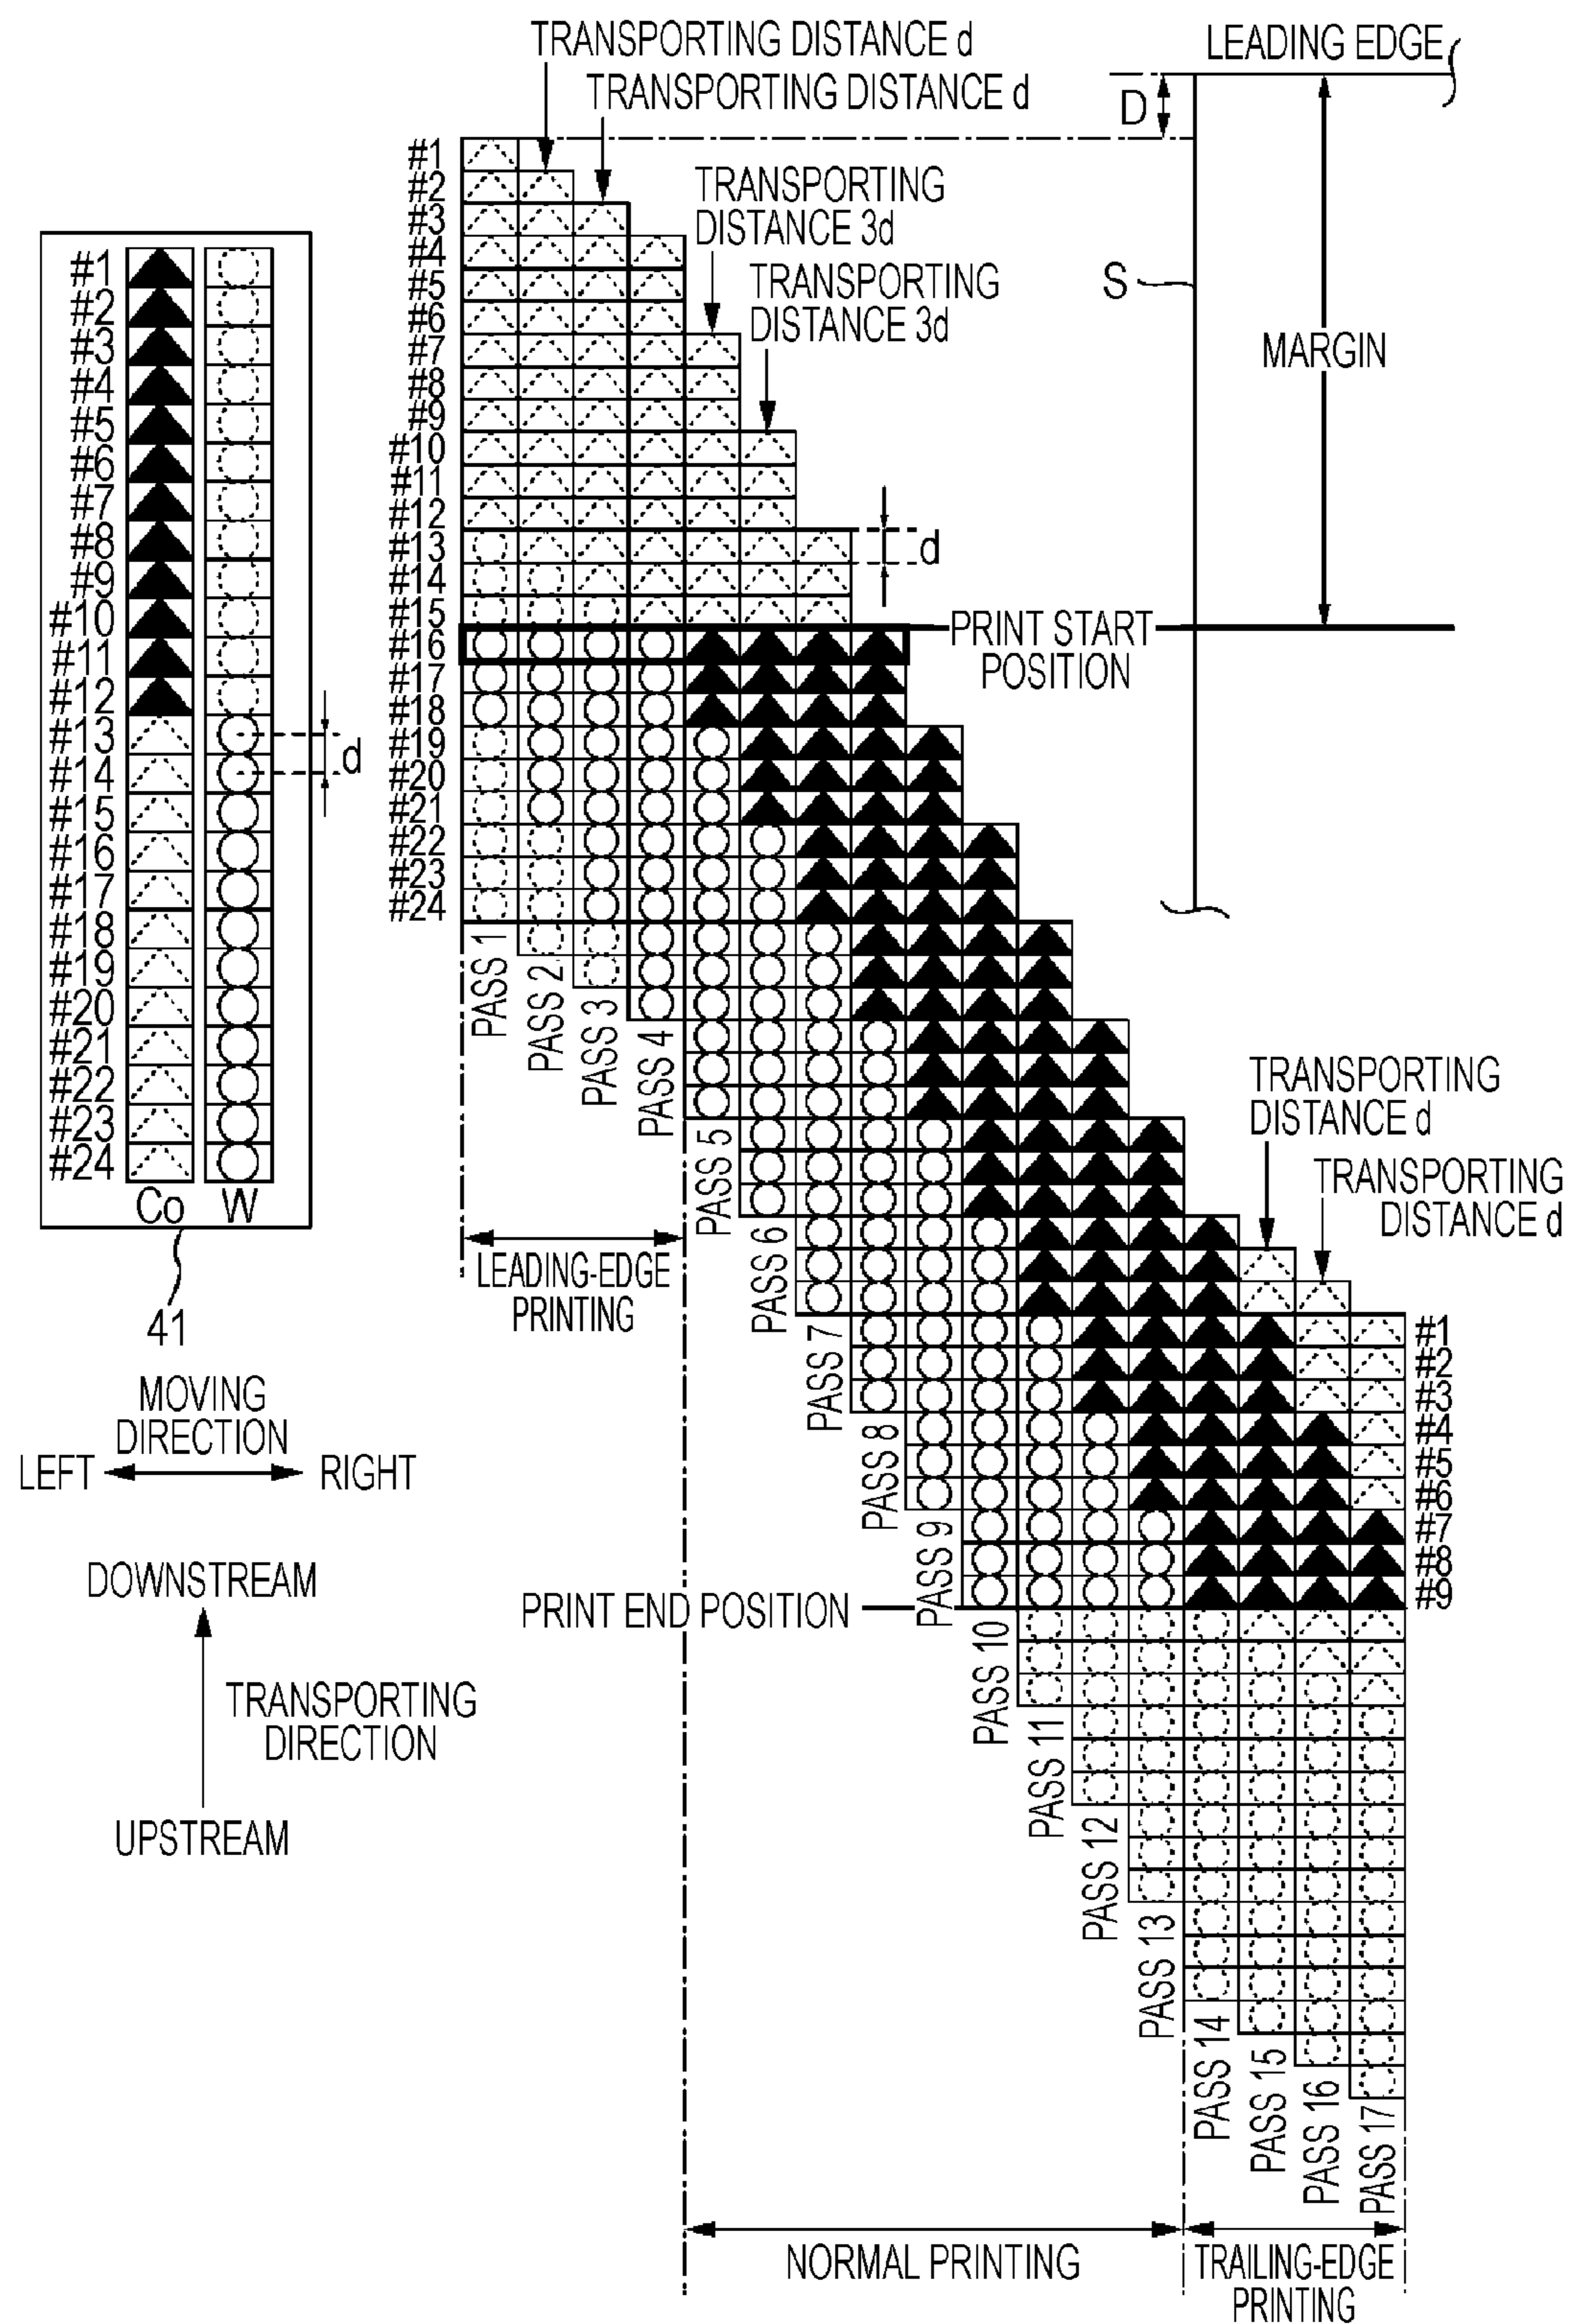 TRANSPORTING DISTANCE d
TRANSPORTING DISTANCE d
LEADING EDGE
D
TRANSPORTING
DISTANCE 3d
TRANSPORTING
DISTANCE 3d
S
MARGIN
#1
#2
#3
#4
#5
#6
#7
#8
#9
#10
#11
#12
#13
#14
#15
#16
#17
#18
#19
#20
#21
#22
#23
#24
d
Co
W
41
#1
#2
#3
#4
#5
#6
#7
#8
#9
#10
#11
#12
#13
#14
#15
#16
#17
#18
#19
#20
#21
#22
#23
#24
d
PRINT START
POSITION
PASS 1
PASS 2
PASS 3
PASS 4
PASS 5
PASS 6
PASS 7
PASS 8
PASS 9
PASS 10
PASS 11
PASS 12
PASS 13
PASS 14
PASS 15
PASS 16
PASS 17
TRANSPORTING
DISTANCE d
TRANSPORTING
DISTANCE d
LEADING-EDGE
PRINTING
#1
#2
#3
#4
#5
#6
#7
#8
#9
MOVING
DIRECTION
LEFT
RIGHT
DOWNSTREAM
TRANSPORTING
DIRECTION
UPSTREAM
PRINT END POSITION
NORMAL PRINTING
TRAILING-EDGE
PRINTING